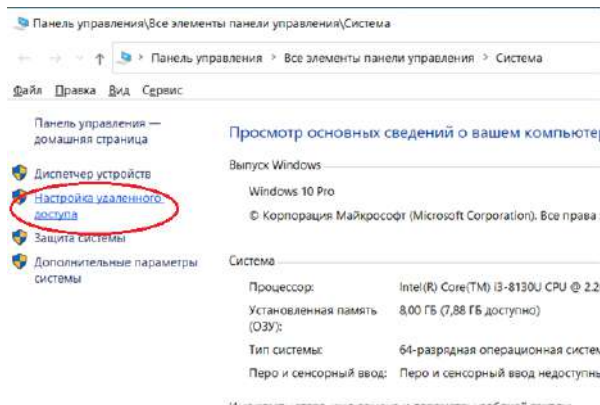 Панель управления\Все элементы панели управления\Система
Панель управления > Все элементы панели управления > Система
Файл Правка Вид Сервис
Панель управления —
домашняя страница
Диспетчер устройств
Настройка удаленного
доступа
Защита системы
Дополнительные параметры
системы
Просмотр основных сведений о вашем компьютер
Выпуск Windows
Windows 10 Pro
© Корпорация Майкрософт (Microsoft Corporation). Все права
Система
Процессор: Intel(R) Core(TM) i3-8130U CPU @ 2.2
Установленная память 8,00 ГБ (7,88 ГБ доступно)
(ОЗУ):
Тип системы: 64-разрядная операционная систем
Перо и сенсорный ввод: Перо и сенсорный ввод недоступны